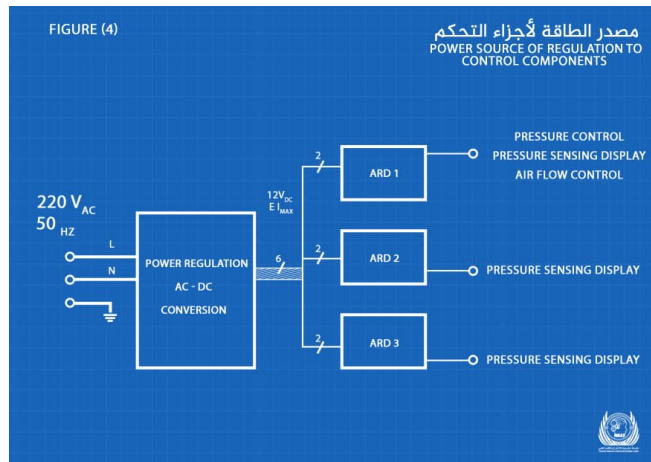 FIGURE (4)
مصدر الطاقة لأجزاء التحكم
POWER SOURCE OF REGULATION TO
CONTROL COMPONENTS
220 VAC
50 HZ
L
N
POWER REGULATION
AC - DC
CONVERSION
6
12VDC
E IMAX
2
ARD 1
PRESSURE CONTROL
PRESSURE SENSING DISPLAY
AIR FLOW CONTROL
2
ARD 2
PRESSURE SENSING DISPLAY
2
ARD 3
PRESSURE SENSING DISPLAY